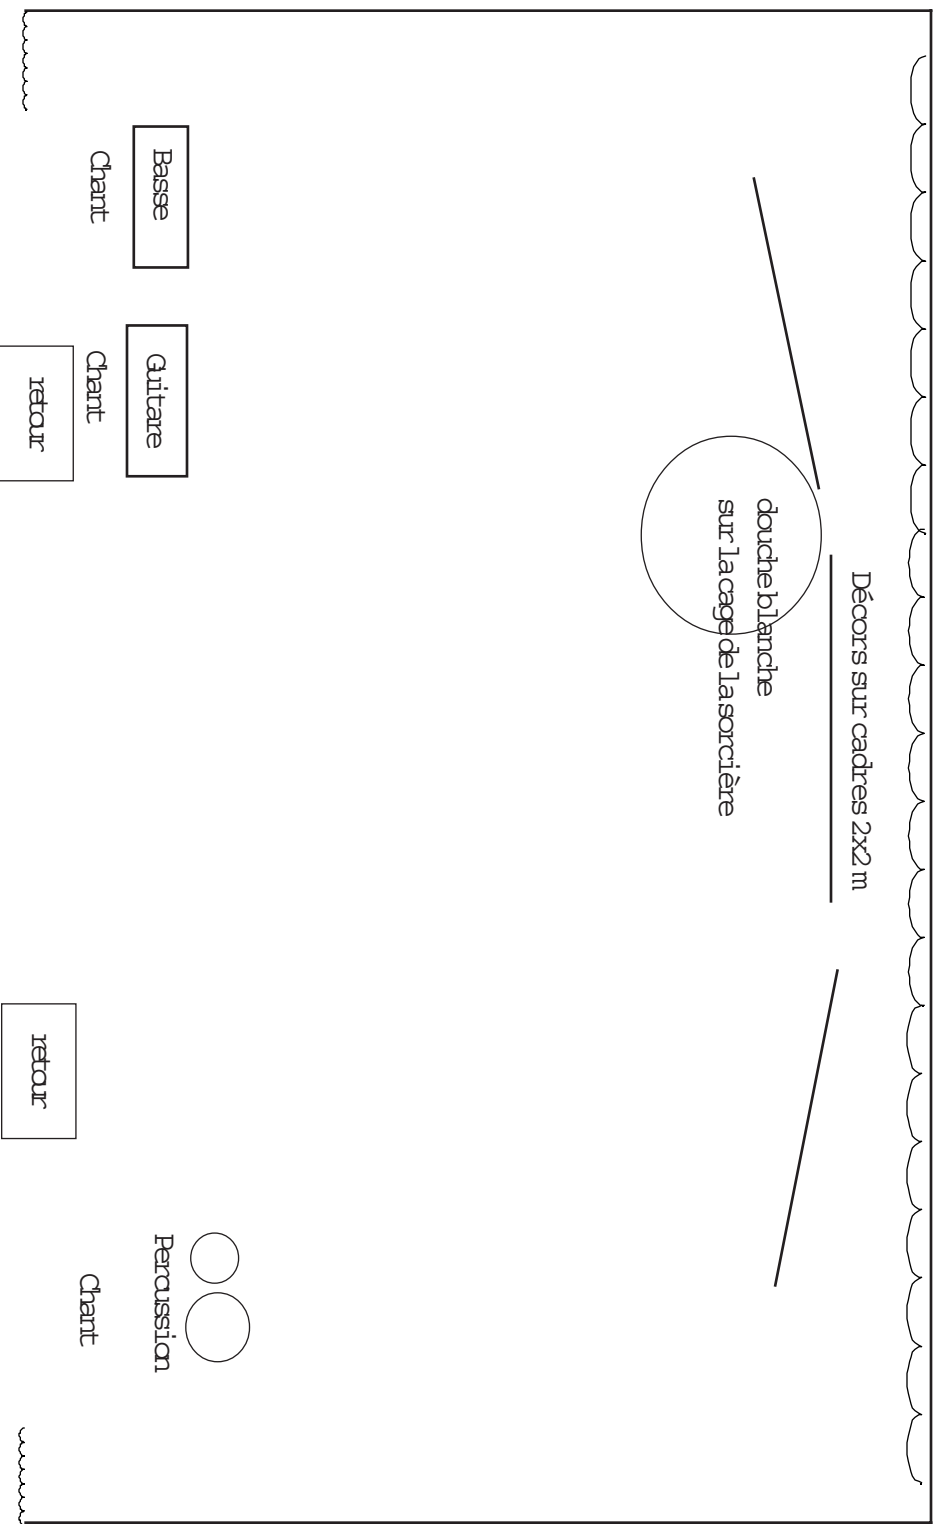 Décors sur cadres 2x2 m
douche blanche
sur la cage de la sorcière
Basse
Guitare
Percussion
Chant
Chant
Chant
retour
retour